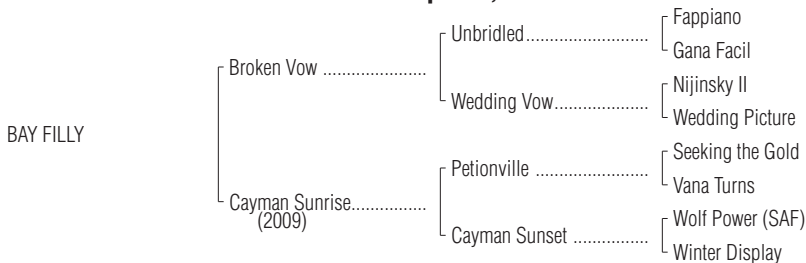 Fappiano
Unbridled..............................
Gana Facil
Broken Vow ......................
Nijinsky II
Wedding Vow.......................
Wedding Picture
BAY FILLY
Seeking the Gold
Petionville ...........................
Vana Turns
Cayman Sunrise................
(2009)
Wolf Power (SAF)
Cayman Sunset ..................
Winter Display